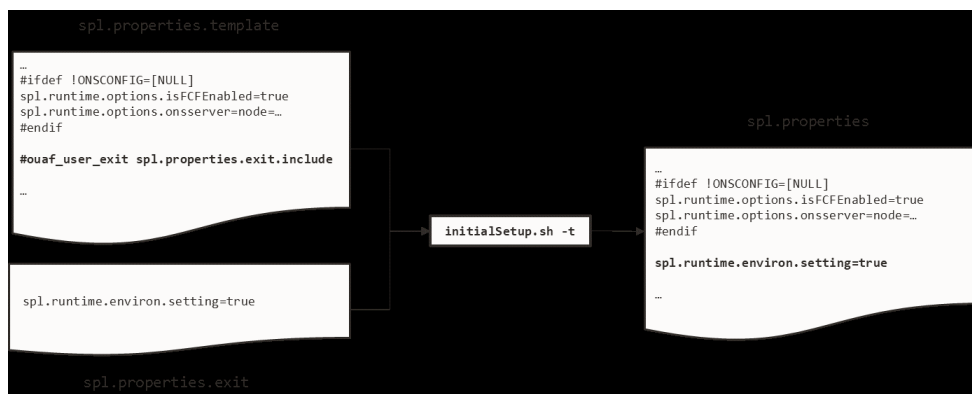 spl.properties.template
…
#ifdef !ONSCONFIG=[NULL]
spl.runtime.options.isFCFEnabled=true
spl.runtime.options.onsserver=node=…
#endif
#ouaf_user_exit spl.properties.exit.include
…
spl.runtime.environ.setting=true
spl.properties.exit
initialSetup.sh -t
spl.properties
…
#ifdef !ONSCONFIG=[NULL]
spl.runtime.options.isFCFEnabled=true
spl.runtime.options.onsserver=node=…
#endif
spl.runtime.environ.setting=true
…